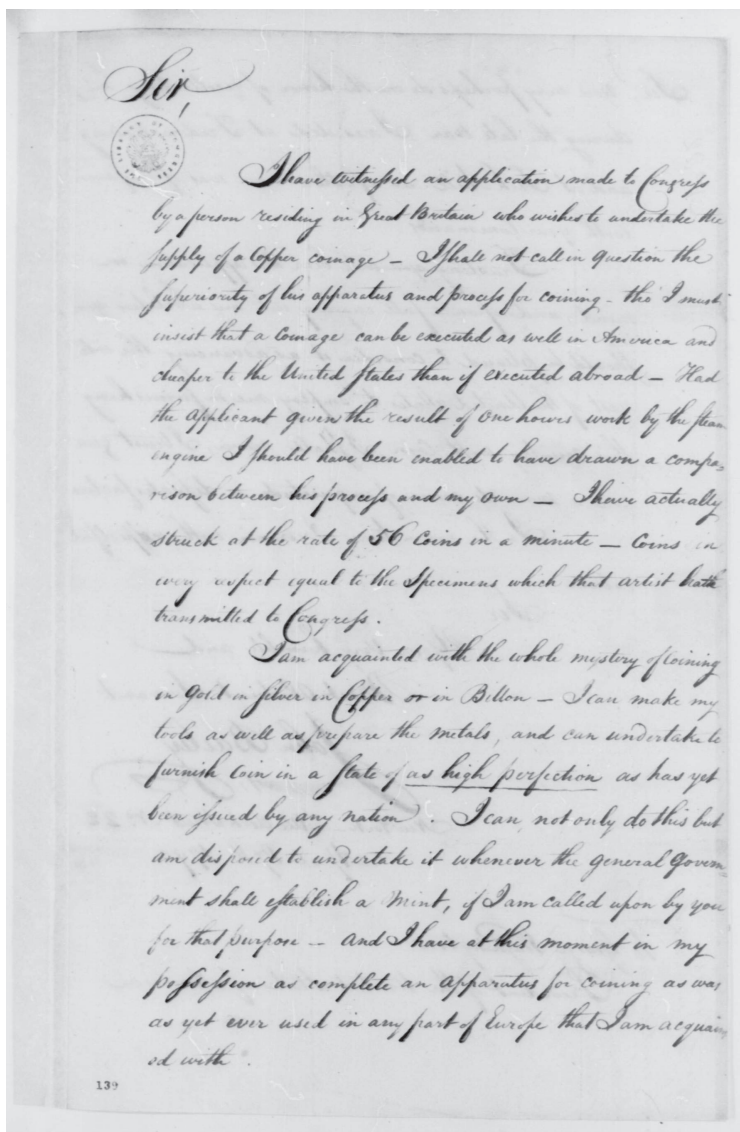 Sir,
THE LIBRARY OF CONGRESS
I have witnessed an application made to Congress
by a person residing in Great Britain who wishes to undertake the
supply of a Copper coinage – I shall not call in question the
superiority of his apparatus and process for coining – tho' I must
insist that a Coinage can be executed as well in America and
cheaper to the United States than if executed abroad – Had
the applicant given the result of one hours work by the steam
engine I should have been enabled to have drawn a compa=
rison between his process and my own – I have actually
struck at the rate of 56 Coins in a minute – Coins in
every respect equal to the Specimens which that artist hath
transmitted to Congress.
I am acquainted with the whole mystery of Coining
in Gold in Silver in Copper or in Billon – I can make my
tools as well as prepare the metals, and can undertake to
furnish Coin in a State of as high perfection as has yet
been issued by any nation . I can not only do this but
am disposed to undertake it whenever the general Govern=
ment shall establish a Mint, if I am called upon by you
for that purpose – and I have at this moment in my
possession as complete an apparatus for coining as was
as yet ever used in any part of Europe that I am acquain
ed with .
139